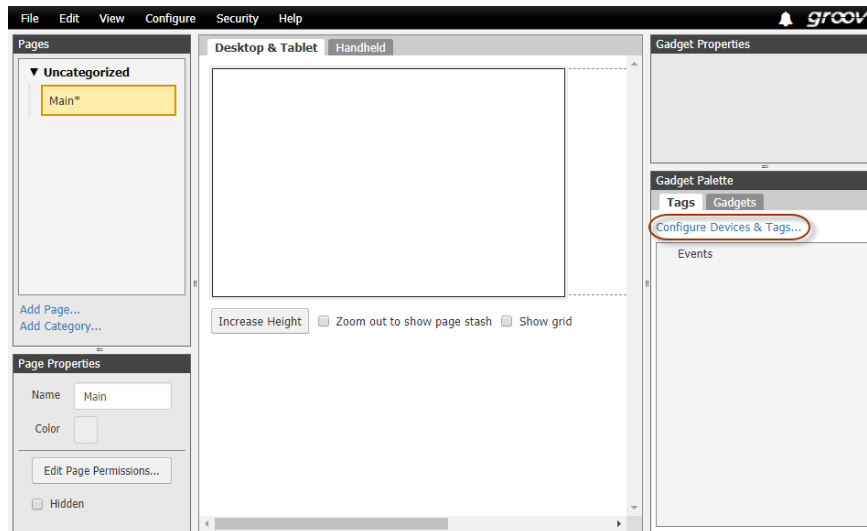 File Edit View Configure Security Help groov
Pages
▼ Uncategorized
Main*
Add Page...
Add Category...
Page Properties
Name Main
Color
Edit Page Permissions...
Hidden
Desktop & Tablet Handheld
Increase Height Zoom out to show page stash Show grid
Gadget Properties
Gadget Palette
Tags Gadgets
Configure Devices & Tags...
Events